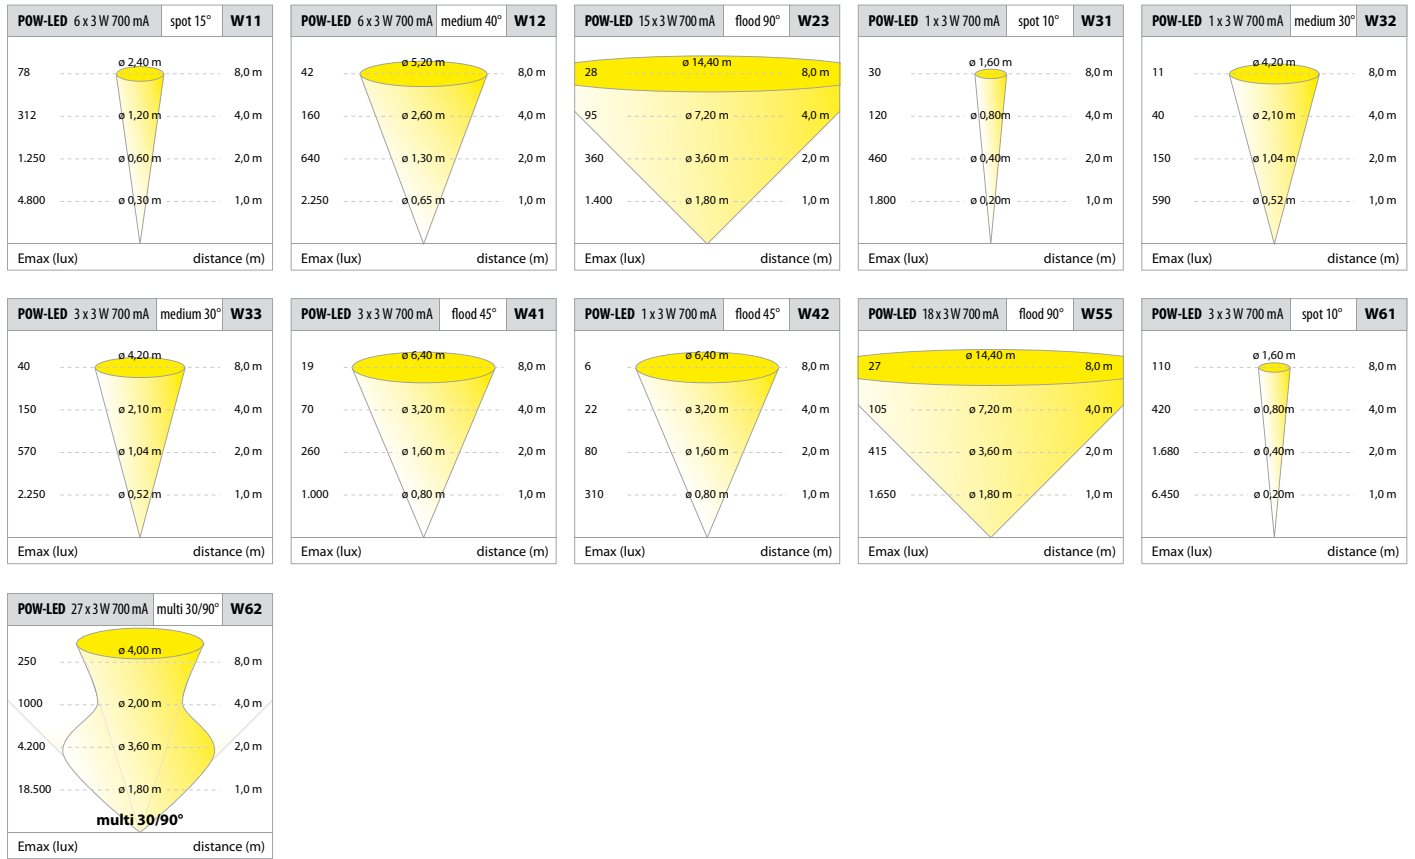 POW-LED 6 x 3 W 700 mA spot 15° W11
ø 2,40 m
78 8,0 m
312 ø 1,20 m 4,0 m
1.250 ø 0,60 m 2,0 m
4.800 ø 0,30 m 1,0 m
Emax (lux) distance (m)
POW-LED 6 x 3 W 700 mA medium 40° W12
ø 5,20 m
42 8,0 m
160 ø 2,60 m 4,0 m
640 ø 1,30 m 2,0 m
2.250 ø 0,65 m 1,0 m
Emax (lux) distance (m)
POW-LED 15 x 3 W 700 mA flood 90° W23
ø 14,40 m
28 8,0 m
95 ø 7,20 m 4,0 m
360 ø 3,60 m 2,0 m
1.400 ø 1,80 m 1,0 m
Emax (lux) distance (m)
POW-LED 1 x 3 W 700 mA spot 10° W31
ø 1,60 m
30 8,0 m
120 ø 0,80m 4,0 m
460 ø 0,40m 2,0 m
1.800 ø 0,20m 1,0 m
Emax (lux) distance (m)
POW-LED 1 x 3 W 700 mA medium 30° W32
ø 4,20 m
11 8,0 m
40 ø 2,10 m 4,0 m
150 ø 1,04 m 2,0 m
590 ø 0,52 m 1,0 m
Emax (lux) distance (m)
POW-LED 3 x 3 W 700 mA medium 30° W33
ø 4,20 m
40 8,0 m
150 ø 2,10 m 4,0 m
570 ø 1,04 m 2,0 m
2.250 ø 0,52 m 1,0 m
Emax (lux) distance (m)
POW-LED 3 x 3 W 700 mA flood 45° W41
ø 6,40 m
19 8,0 m
70 ø 3,20 m 4,0 m
260 ø 1,60 m 2,0 m
1.000 ø 0,80 m 1,0 m
Emax (lux) distance (m)
POW-LED 1 x 3 W 700 mA flood 45° W42
ø 6,40 m
6 8,0 m
22 ø 3,20 m 4,0 m
80 ø 1,60 m 2,0 m
310 ø 0,80 m 1,0 m
Emax (lux) distance (m)
POW-LED 18 x 3 W 700 mA flood 90° W55
ø 14,40 m
27 8,0 m
105 ø 7,20 m 4,0 m
415 ø 3,60 m 2,0 m
1.650 ø 1,80 m 1,0 m
Emax (lux) distance (m)
POW-LED 3 x 3 W 700 mA spot 10° W61
ø 1,60 m
110 8,0 m
420 ø 0,80m 4,0 m
1.680 ø 0,40m 2,0 m
6.450 ø 0,20m 1,0 m
Emax (lux) distance (m)
POW-LED 27 x 3 W 700 mA multi 30/90° W62
ø 4,00 m
250 8,0 m
1000 ø 2,00 m 4,0 m
4.200 ø 3,60 m 2,0 m
18.500 ø 1,80 m 1,0 m
multi 30/90°
Emax (lux) distance (m)